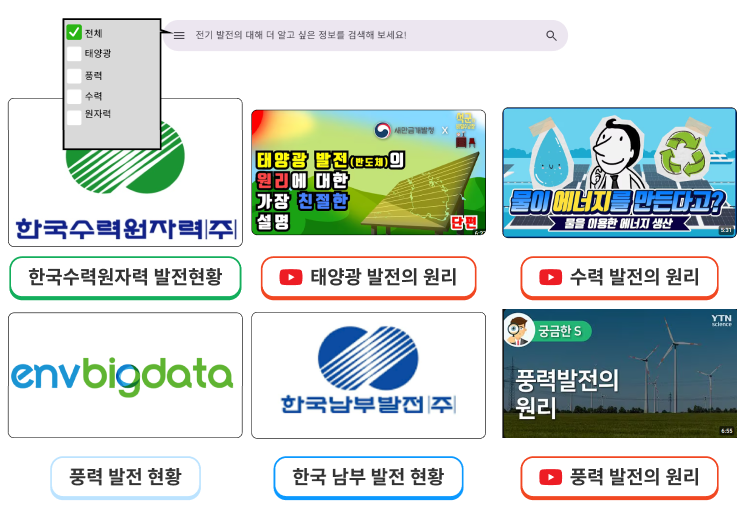 전체
태양광
풍력
수력
원자력
전기 발전의 대해 더 알고 싶은 정보를 검색해 보세요!
한국수력원자력(주)
한국수력원자력 발전현황
새만금개발청 X
태양광 발전(반도체)의
원리에 대한
가장 친절한
설명
단편
태양광 발전의 원리
물이 에너지를 만든다고?
물을 이용한 에너지 생산
5:31
수력 발전의 원리
envbigdata
풍력 발전 현황
한국남부발전(주)
한국 남부 발전 현황
궁금한 S
YTN
science
풍력발전의
원리
6:55
풍력 발전의 원리